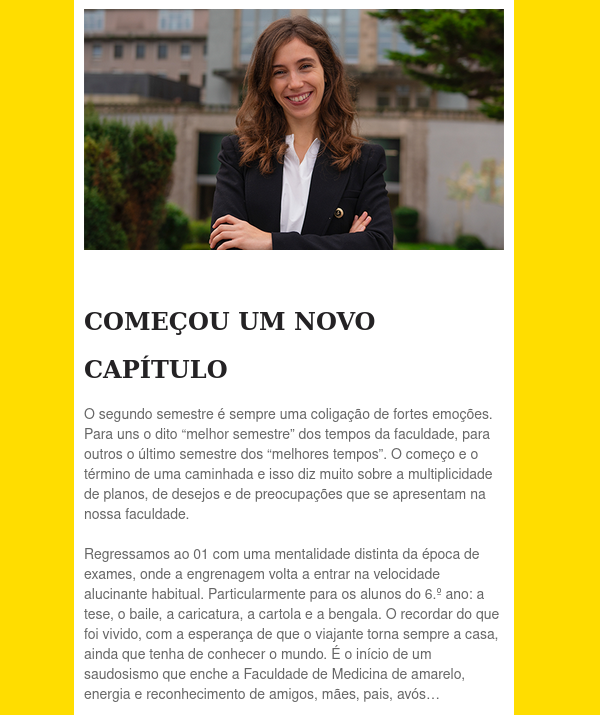 COMEÇOU UM NOVO
CAPÍTULO
O segundo semestre é sempre uma coligação de fortes emoções.
Para uns o dito “melhor semestre” dos tempos da faculdade, para
outros o último semestre dos “melhores tempos”. O começo e o
término de uma caminhada e isso diz muito sobre a multiplicidade
de planos, de desejos e de preocupações que se apresentam na
nossa faculdade.
Regressamos ao 01 com uma mentalidade distinta da época de
exames, onde a engrenagem volta a entrar na velocidade
alucinante habitual. Particularmente para os alunos do 6.º ano: a
tese, o baile, a caricatura, a cartola e a bengala. O recordar do que
foi vivido, com a esperança de que o viajante torna sempre a casa,
ainda que tenha de conhecer o mundo. É o início de um
saudosismo que enche a Faculdade de Medicina de amarelo,
energia e reconhecimento de amigos, mães, pais, avós…